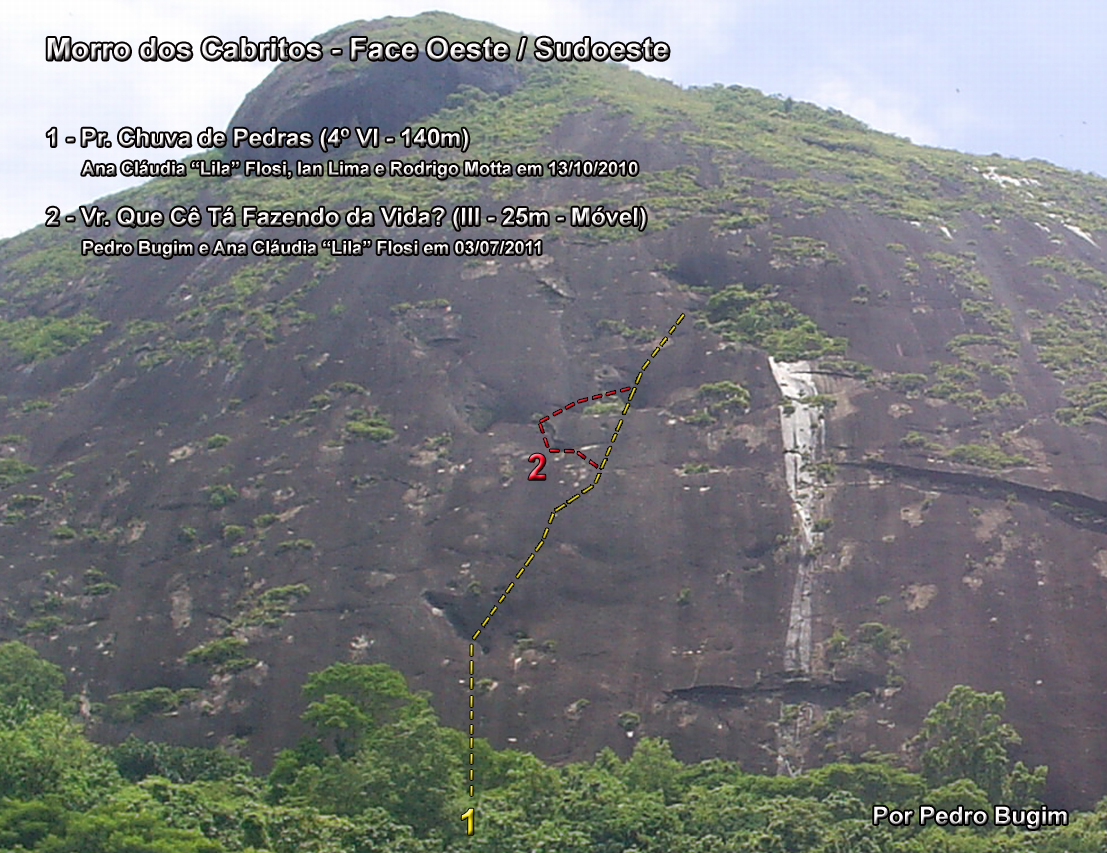 Morro dos Cabritos - Face Oeste / Sudoeste
1 - Pr. Chuva de Pedras (4º VI - 140m)
Ana Cláudia “Lila” Flosi, Ian Lima e Rodrigo Motta em 13/10/2010
2 - Vr. Que Cê Tá Fazendo da Vida? (III - 25m - Móvel)
Pedro Bugim e Ana Cláudia “Lila” Flosi em 03/07/2011
2
1
Por Pedro Bugim